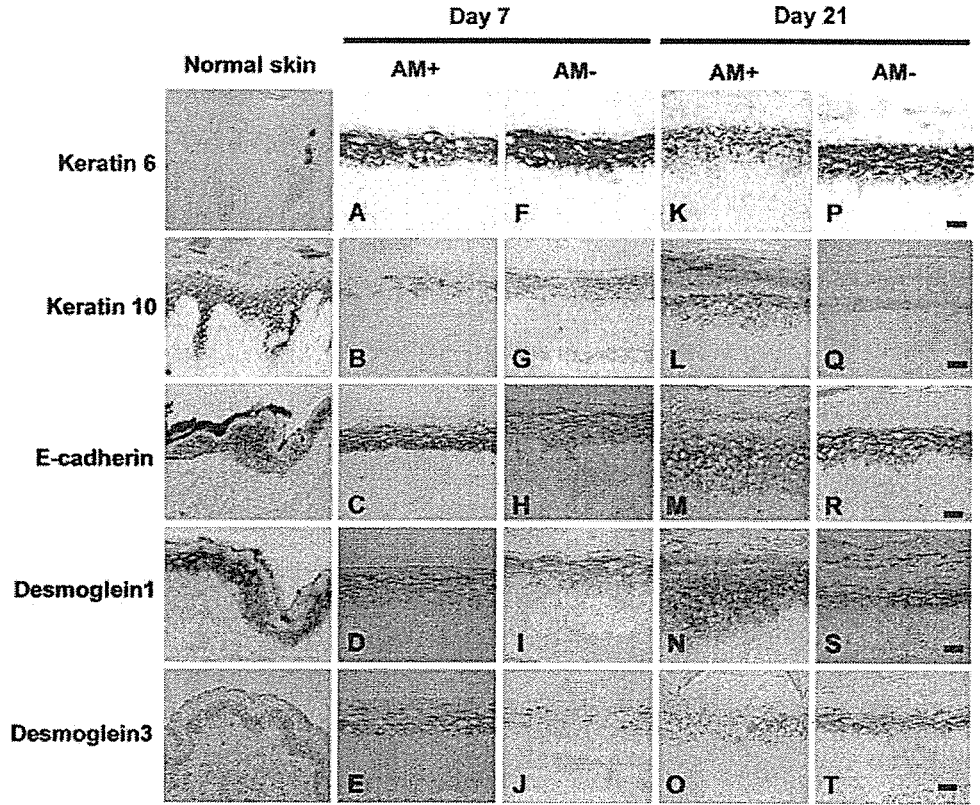 Day 7
Day 21
Normal skin
AM+
AM-
AM+
AM-
Keratin 6
A
F
K
P
Keratin 10
B
G
L
Q
E-cadherin
C
H
M
R
Desmoglein1
D
I
N
S
Desmoglein3
E
J
O
T